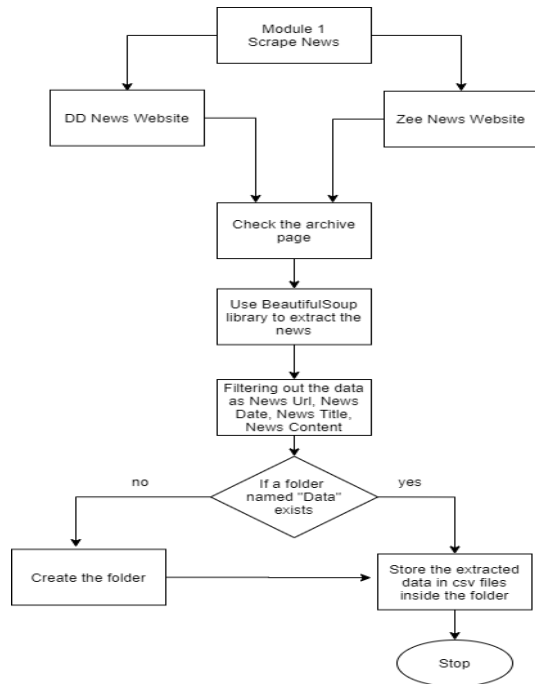 Module 1
Scrape News
DD News Website
Zee News Website
Check the archive
page
Use BeautifulSoup
library to extract the
news
Filtering out the data
as News Url, News
Date, News Title,
News Content
no
If a folder
named "Data"
exists
yes
Create the folder
Store the extracted
data in csv files
inside the folder
Stop